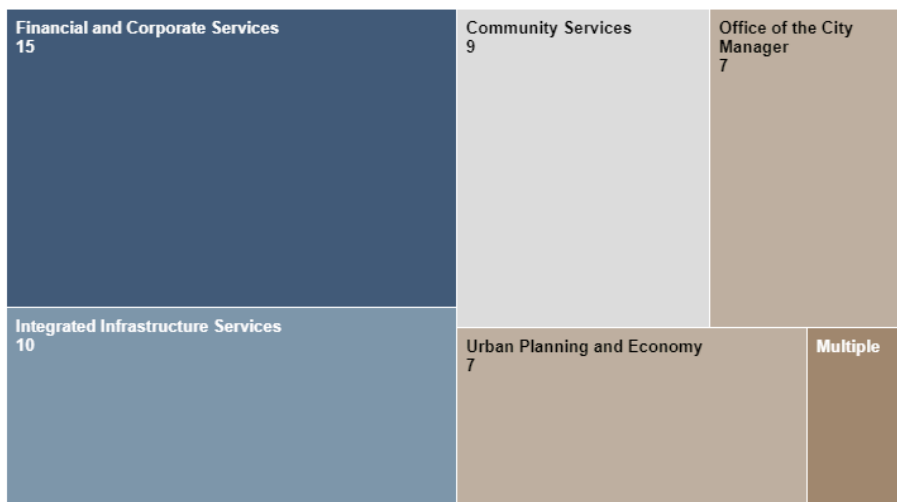 Financial and Corporate Services
15
Community Services
9
Office of the City
Manager
7
Integrated Infrastructure Services
10
Urban Planning and Economy
7
Multiple